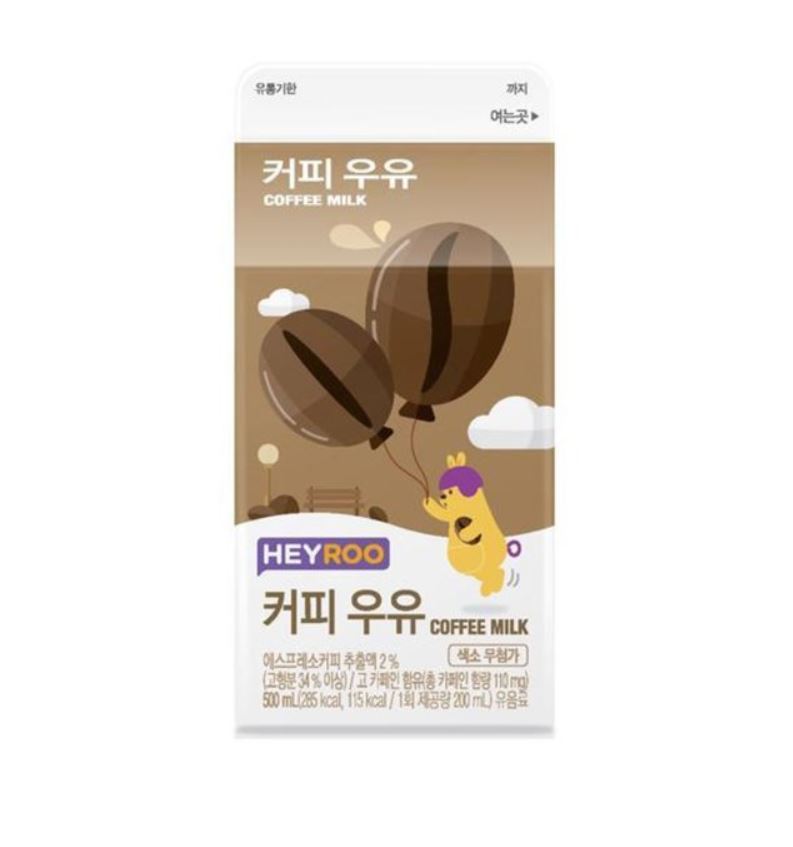 유통기한 까지
여는곳▶
커피 우유
COFFEE MILK
HEYROO
커피 우유 COFFEE MILK
에스프레소커피 추출액 2 % 색소 무첨가
(고형분 34 % 이상) / 고 카페인 함유(총 카페인 함량 110 mg)
500 mL(285 kcal, 115 kcal / 1회 제공량 200 mL) 유음료